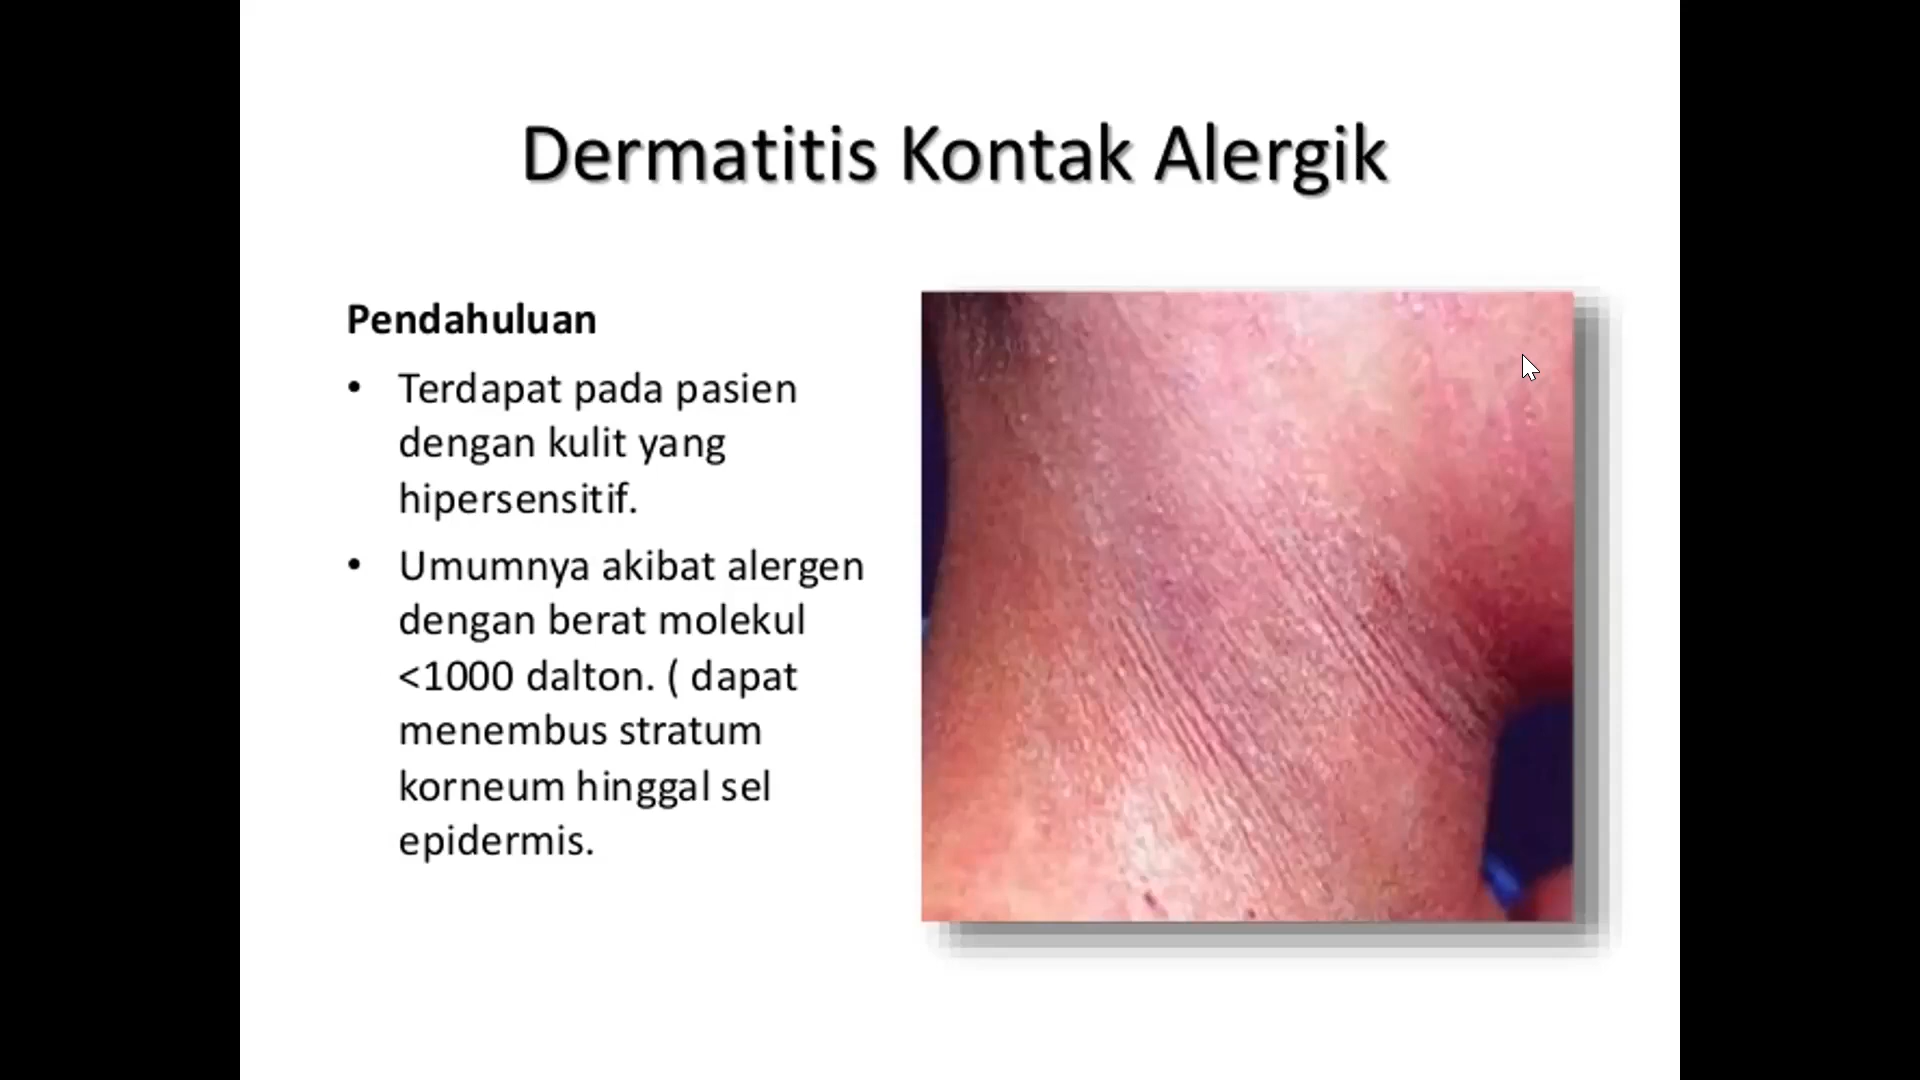 Dermatitis Kontak Alergik
Pendahuluan
• Terdapat pada pasien
dengan kulit yang
hipersensitif.
• Umumnya akibat alergen
dengan berat molekul
<1000 dalton. ( dapat
menembus stratum
korneum hinggal sel
epidermis.